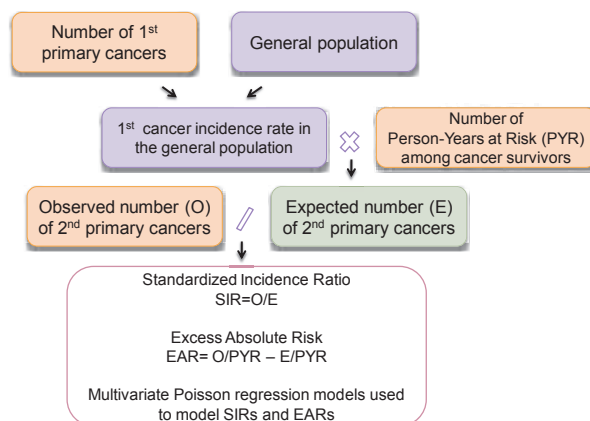 Number of 1st
primary cancers
General population
1st cancer incidence rate in
the general population
Number of
Person-Years at Risk (PYR)
among cancer survivors
Observed number (O)
of 2nd primary cancers
Expected number (E)
of 2nd primary cancers
Standardized Incidence Ratio
SIR=O/E
Excess Absolute Risk
EAR= O/PYR – E/PYR
Multivariate Poisson regression models used
to model SIRs and EARs